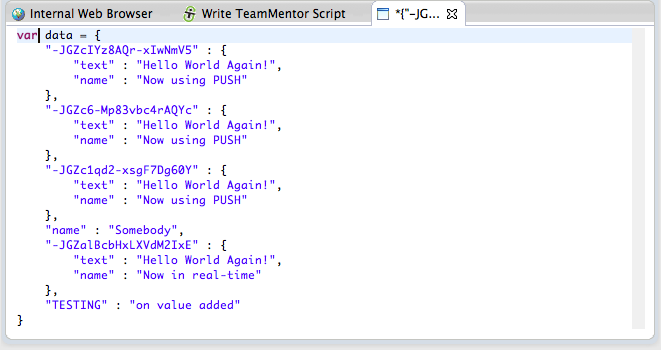 Internal Web Browser Write TeamMentor Script *{"-JG...
var data = {
"-JGZcIYz8AQr-xIwNmV5" : {
"text" : "Hello World Again!",
"name" : "Now using PUSH"
},
"-JGZc6-Mp83vbc4rAQYc" : {
"text" : "Hello World Again!",
"name" : "Now using PUSH"
},
"-JGZc1qd2-xsgF7Dg60Y" : {
"text" : "Hello World Again!",
"name" : "Now using PUSH"
},
"name" : "Somebody",
"-JGZalBcbHxLXVdM2IxE" : {
"text" : "Hello World Again!",
"name" : "Now in real-time"
},
"TESTING" : "on value added"
}